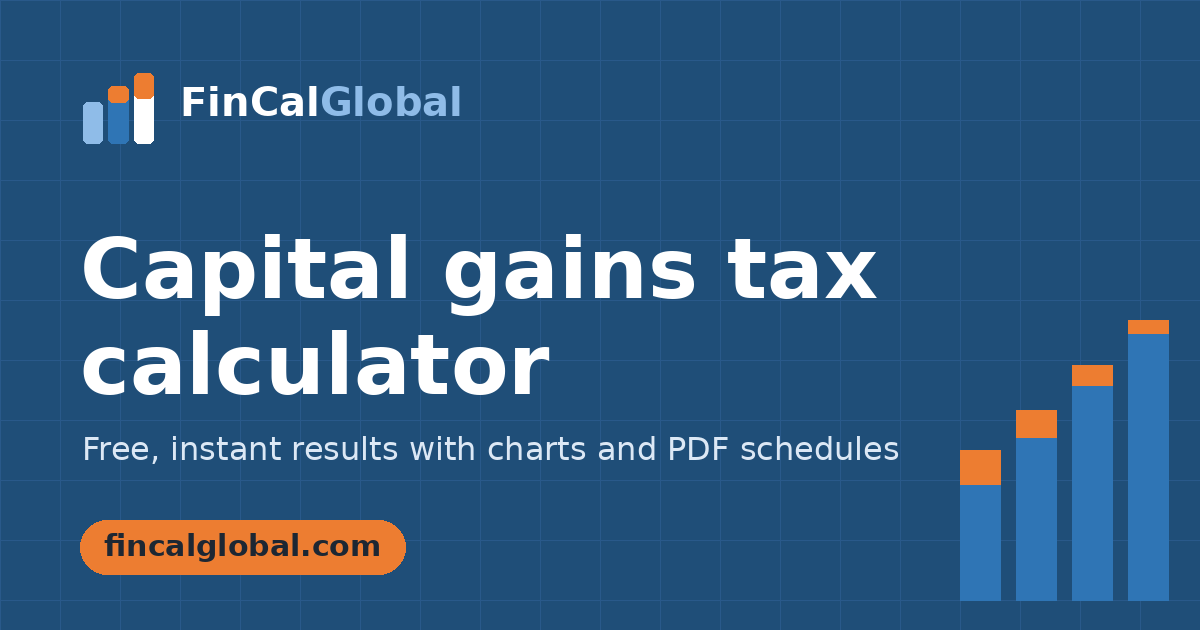 FinCalGlobal
Capital gains tax
calculator
Free, instant results with charts and PDF schedules
fincalglobal.com